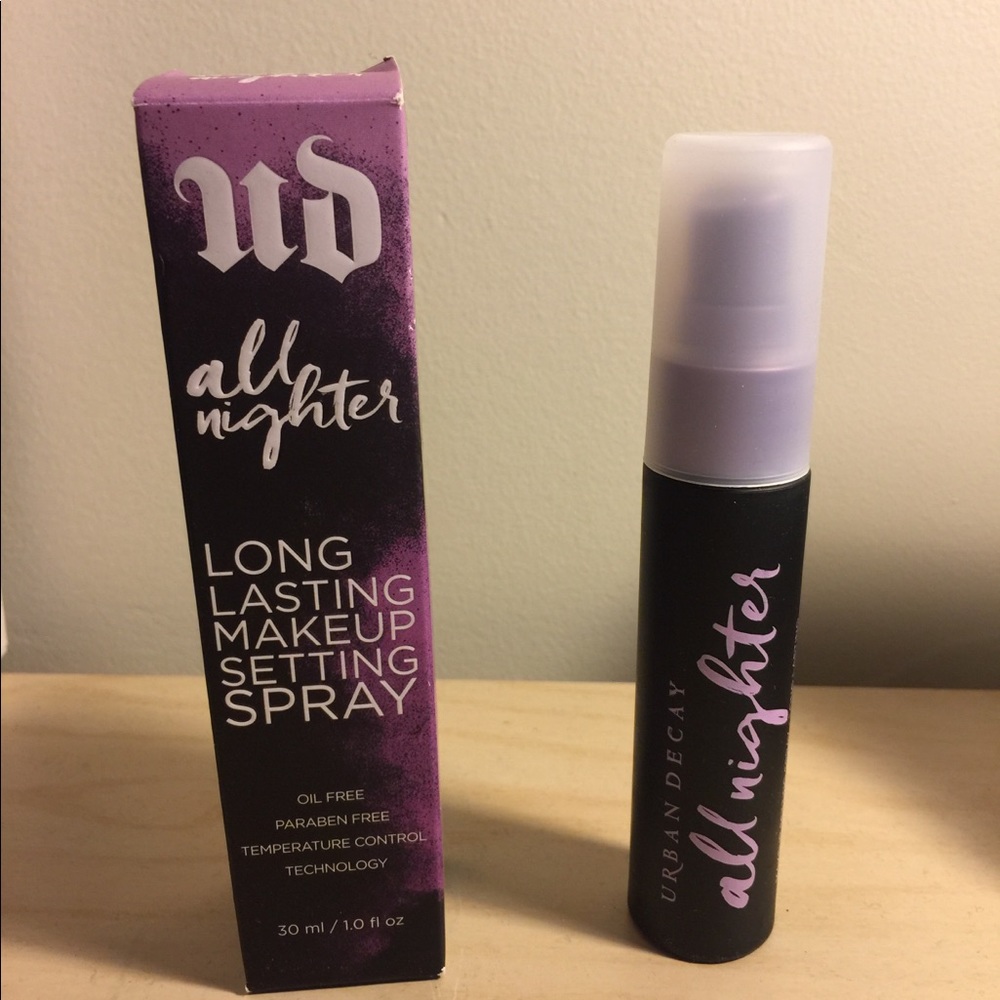 ud
all
nighter
LONG
LASTING
MAKEUP
SETTING
SPRAY
OIL FREE
PARABEN FREE
TEMPERATURE CONTROL
TECHNOLOGY
30 ml / 1.0 fl oz
URBAN DECAY
all nighter